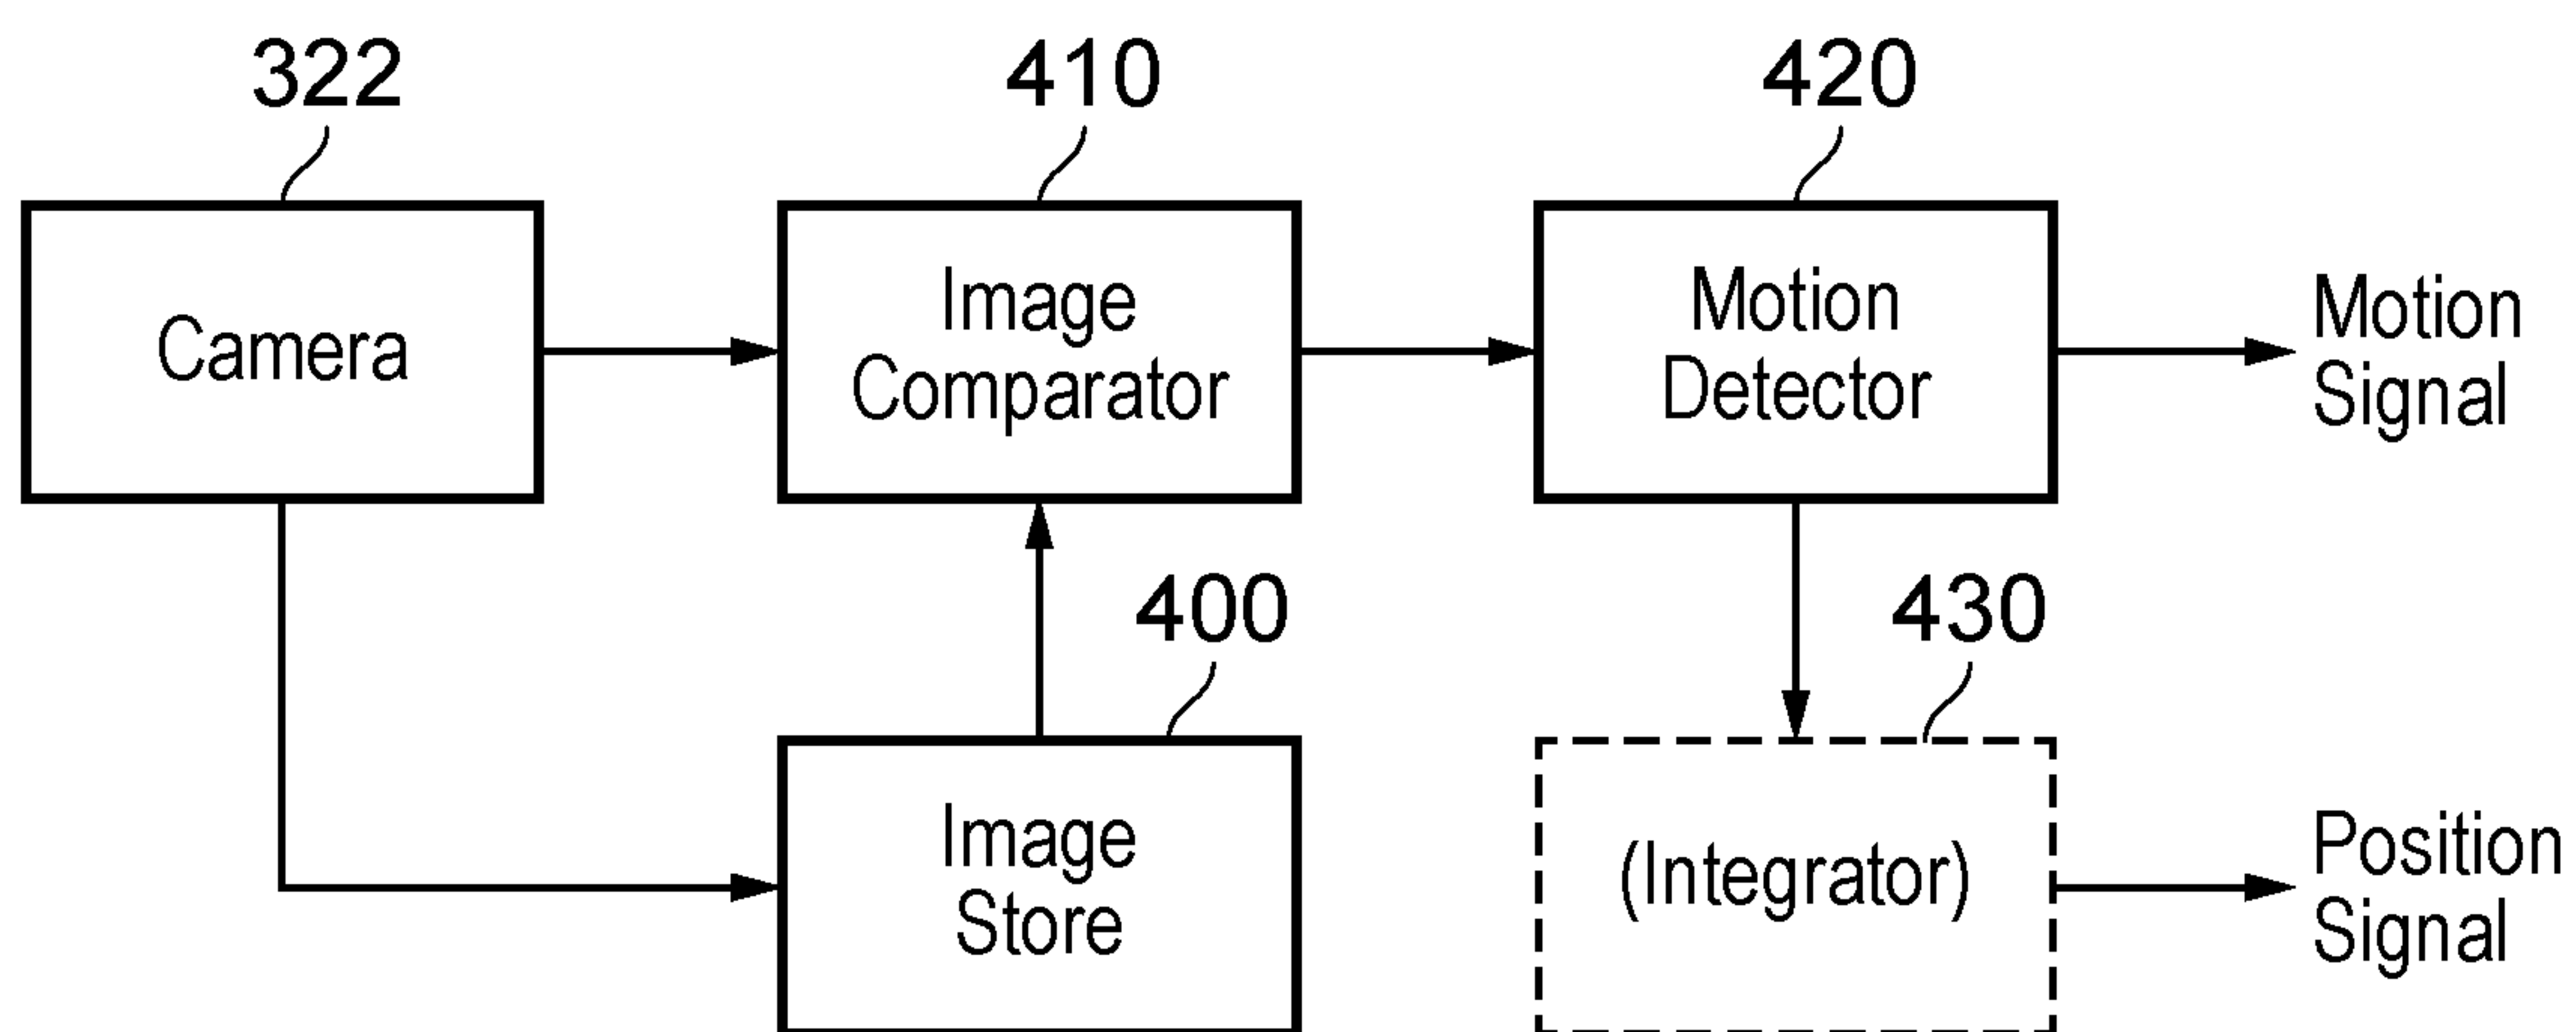 322
410
420
Camera
Image
Comparator
Motion
Detector
Motion
Signal
400
430
Image
Store
(Integrator)
Position
Signal